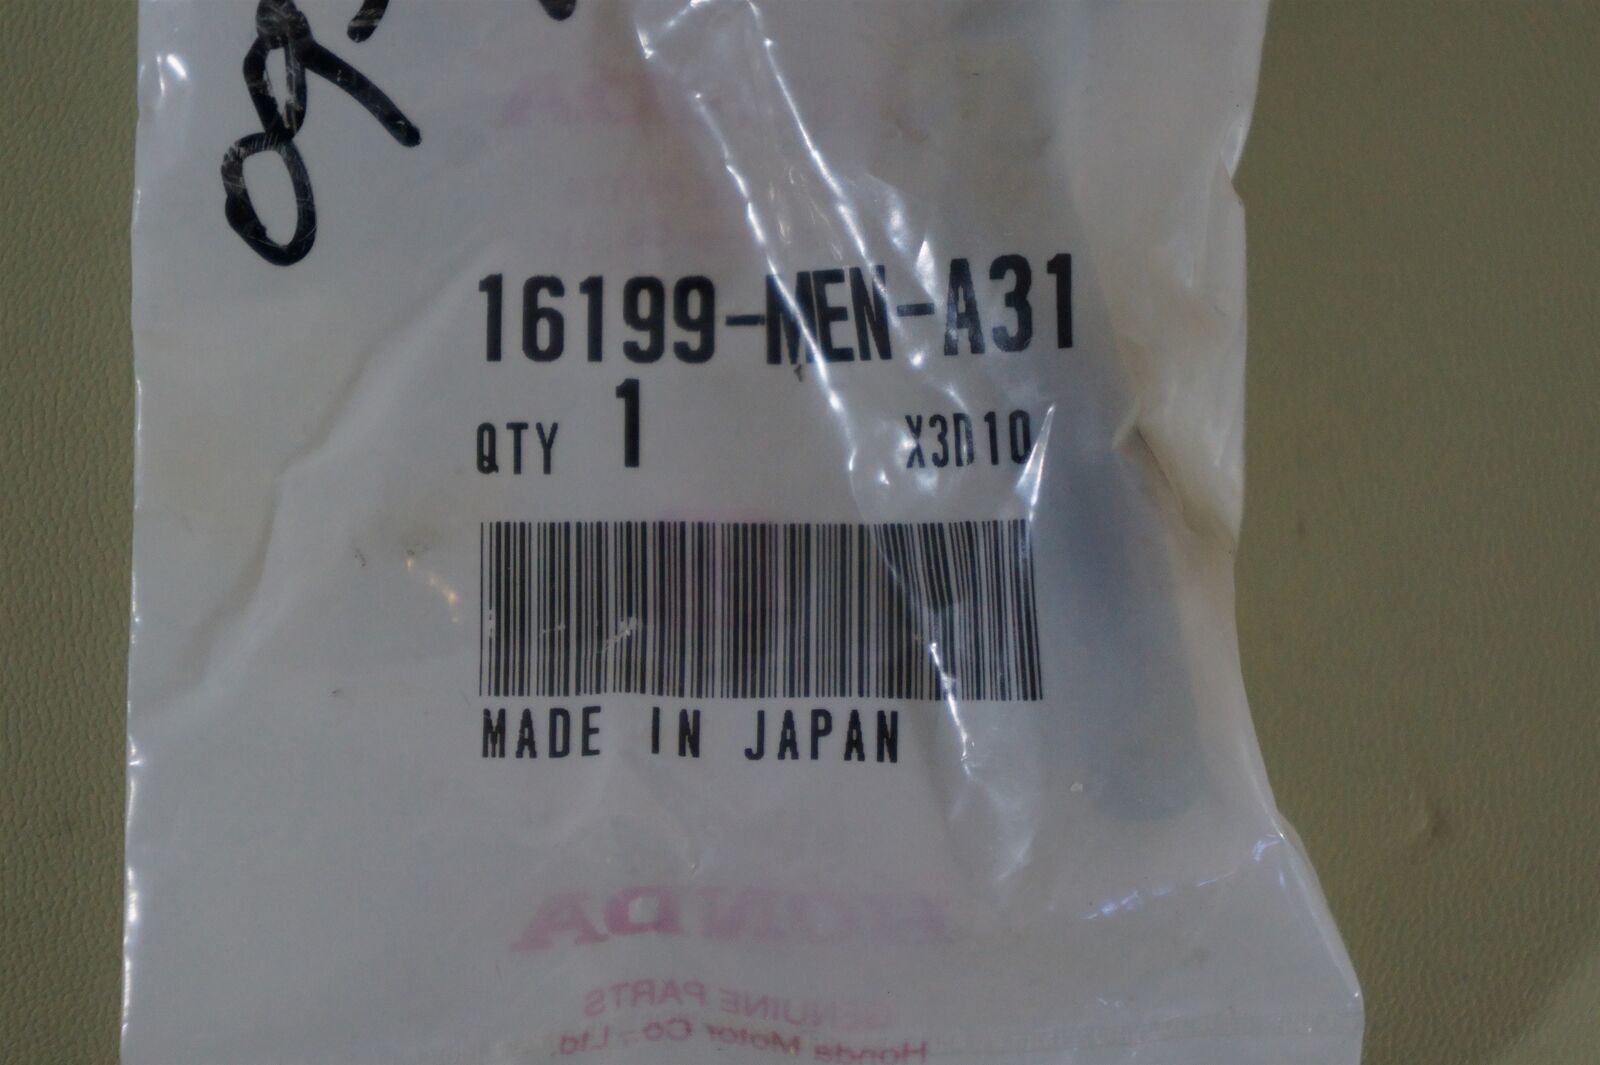 16199-MEN-A31
QTY 1 X3D10
MADE IN JAPAN
HONDA
GENUINE PARTS
Honda Motor Co., Ltd.